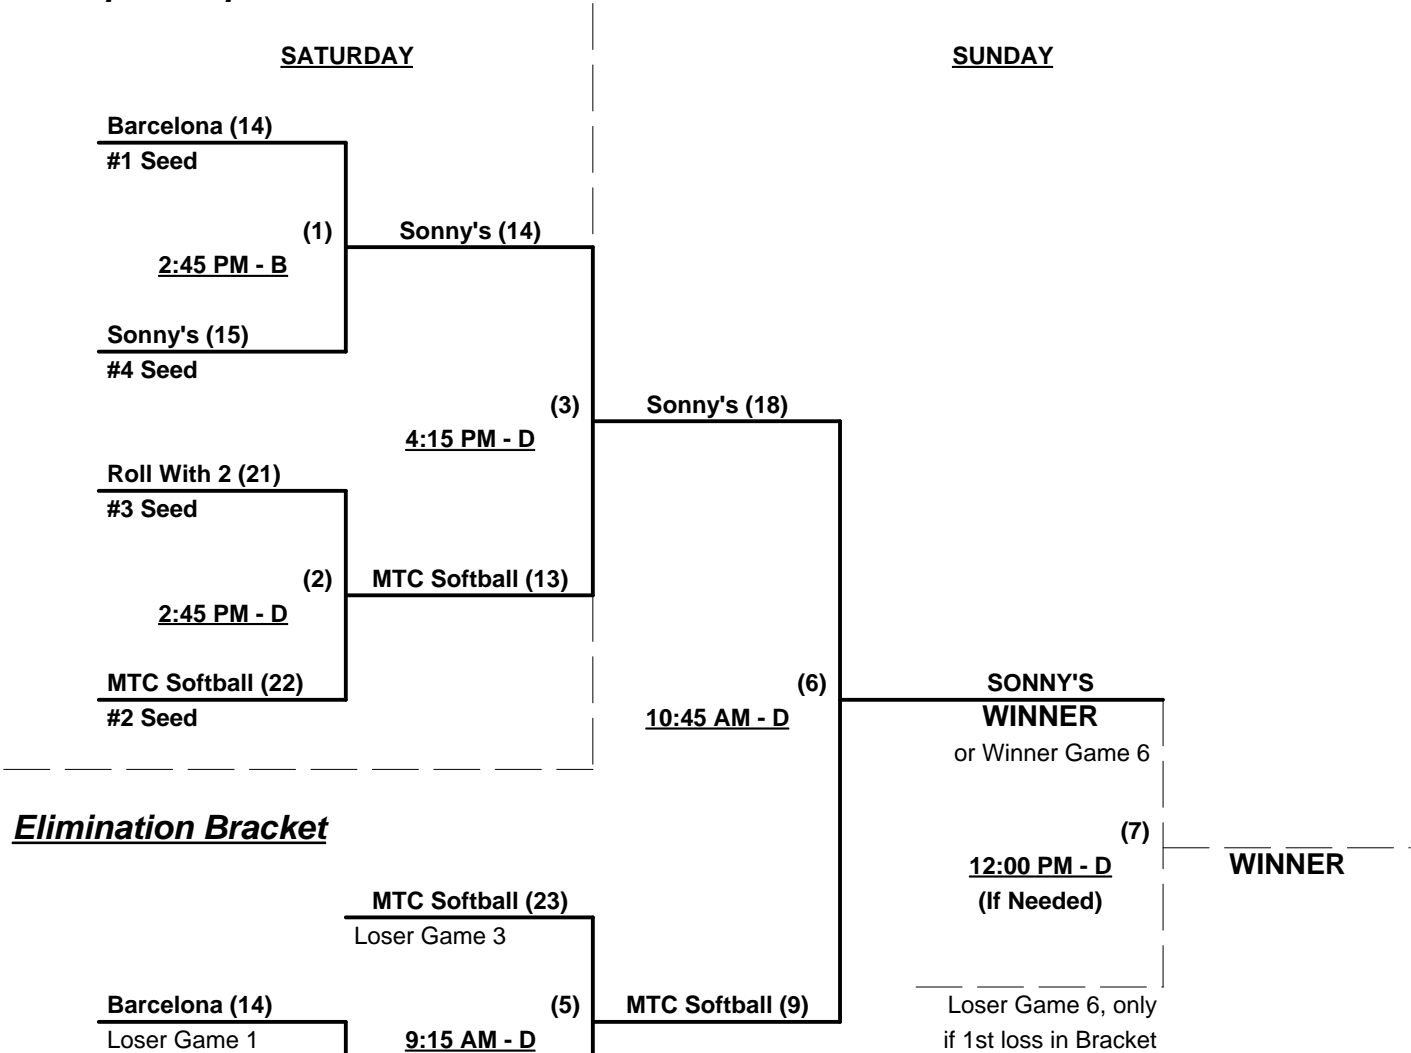 SATURDAY
SUNDAY
Barcelona (14)
#1 Seed
(1)
Sonny's (14)
2:45 PM - B
Sonny's (15)
#4 Seed
(3)
Sonny's (18)
4:15 PM - D
Roll With 2 (21)
#3 Seed
(2)
MTC Softball (13)
2:45 PM - D
MTC Softball (22)
#2 Seed
(6)
10:45 AM - D
SONNY'S
WINNER
or Winner Game 6
Elimination Bracket
(7)
12:00 PM - D
(If Needed)
WINNER
MTC Softball (23)
Loser Game 3
Barcelona (14)
Loser Game 1
(5)
9:15 AM - D
MTC Softball (9)
Loser Game 6, only
if 1st loss in Bracket